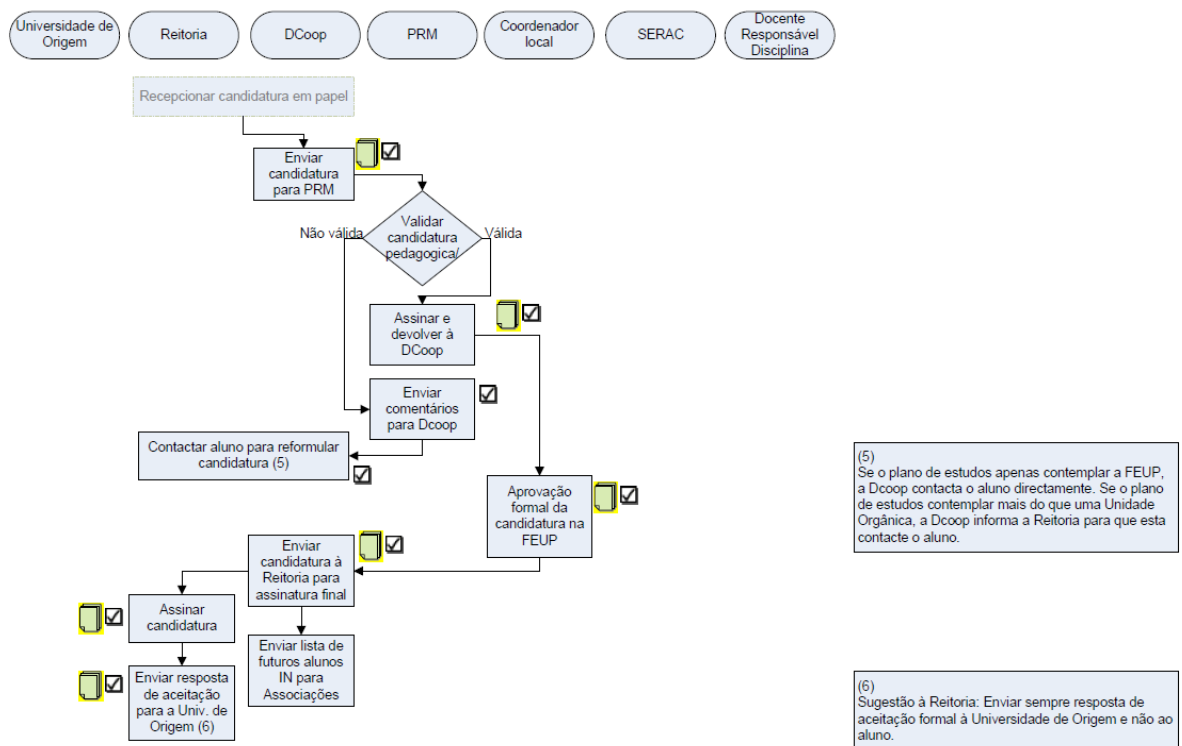 Universidade de
Origem
Reitoria
DCoop
PRM
Coordenador
local
SERAC
Docente
Responsável
Disciplina
Recepcionar candidatura em papel
Enviar
candidatura
para PRM
Não válida
Validar
candidatura
pedagogica/
Válida
Assinar e
devolver à
DCoop
Enviar
comentários
para Dcoop
Contactar aluno para reformular
candidatura (5)
(5)
Se o plano de estudos apenas contemplar a FEUP,
a Dcoop contacta o aluno directamente. Se o plano
de estudos contemplar mais do que uma Unidade
Orgânica, a Dcoop informa a Reitoria para que esta
contacte o aluno.
Aprovação
formal da
candidatura na
FEUP
Enviar
candidatura à
Reitoria para
assinatura final
Assinar
candidatura
Enviar lista de
futuros alunos
IN para
Associações
Enviar resposta
de aceitação
para a Univ. de
Origem (6)
(6)
Sugestão à Reitoria: Enviar sempre resposta de
aceitação formal à Universidade de Origem e não ao
aluno.